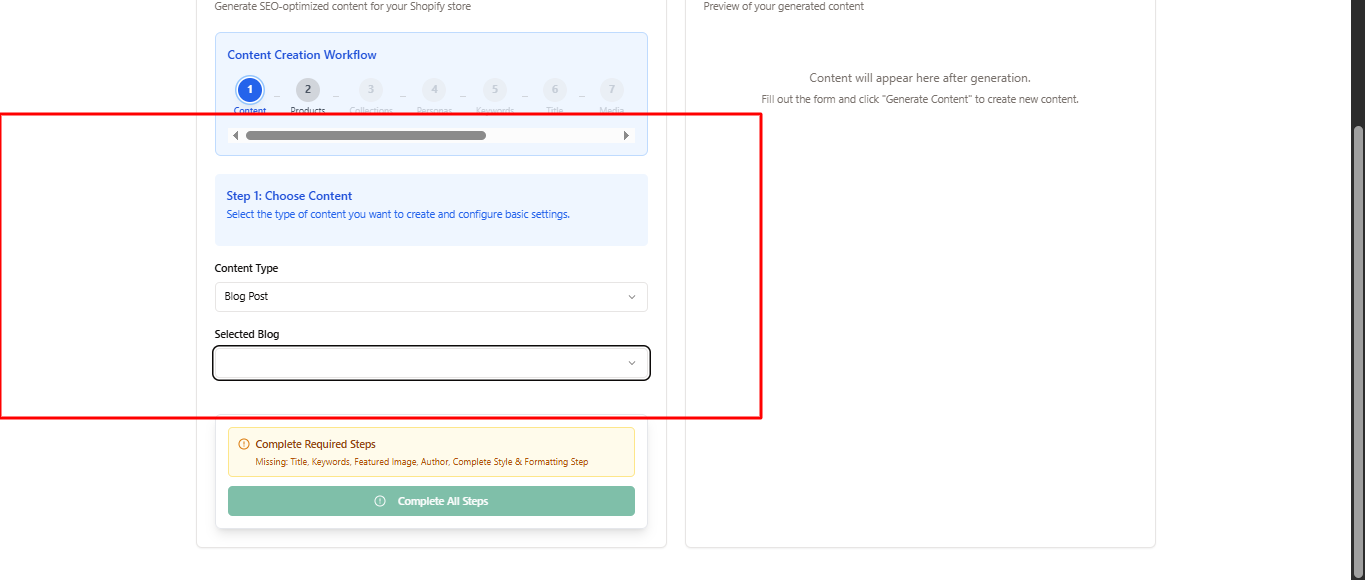 Generate SEO-optimized content for your Shopify store
Content Creation Workflow
1 2 3 4 5 6 7
Content Products Collections Personas Keywords Title Media
Step 1: Choose Content
Select the type of content you want to create and configure basic settings.
Content Type
Blog Post
Selected Blog
Complete Required Steps
Missing: Title, Keywords, Featured Image, Author, Complete Style & Formatting Step
Complete All Steps
Preview of your generated content
Content will appear here after generation.
Fill out the form and click "Generate Content" to create new content.